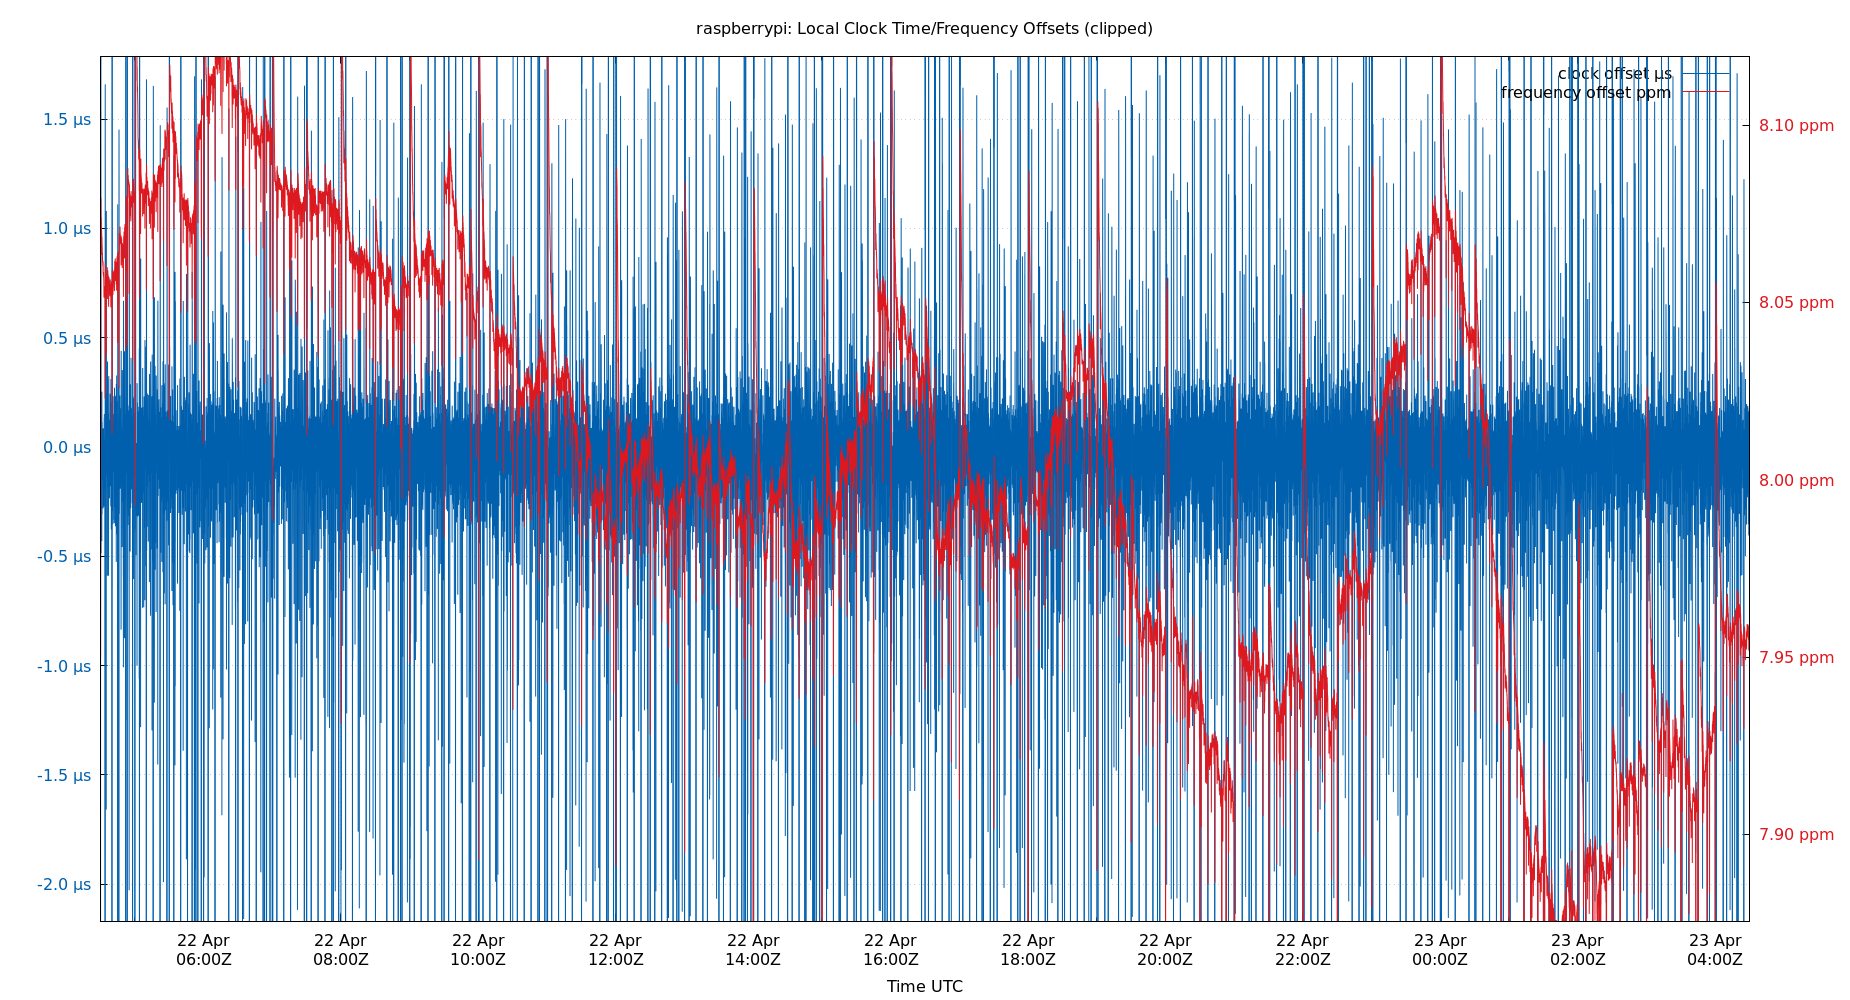 raspberrypi: Local Clock Time/Frequency Offsets (clipped)
clock offset µs
frequency offset ppm
1.5 µs
1.0 µs
0.5 µs
0.0 µs
-0.5 µs
-1.0 µs
-1.5 µs
-2.0 µs
8.10 ppm
8.05 ppm
8.00 ppm
7.95 ppm
7.90 ppm
22 Apr 22 Apr 22 Apr 22 Apr 22 Apr 22 Apr 22 Apr 22 Apr 22 Apr 23 Apr 23 Apr 23 Apr
06:00Z 08:00Z 10:00Z 12:00Z 14:00Z 16:00Z 18:00Z 20:00Z 22:00Z 00:00Z 02:00Z 04:00Z
Time UTC